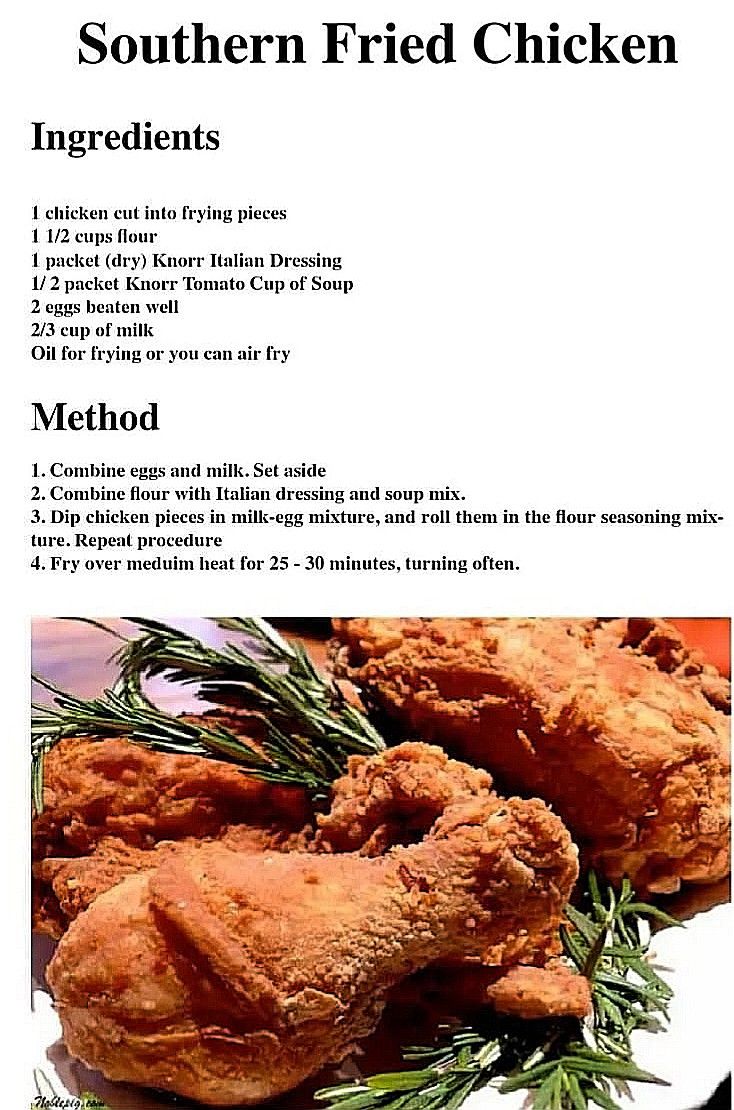 Southern Fried Chicken
Ingredients
1 chicken cut into frying pieces
1 1/2 cups flour
1 packet (dry) Knorr Italian Dressing
1/ 2 packet Knorr Tomato Cup of Soup
2 eggs beaten well
2/3 cup of milk
Oil for frying or you can air fry
Method
1. Combine eggs and milk. Set aside
2. Combine flour with Italian dressing and soup mix.
3. Dip chicken pieces in milk-egg mixture, and roll them in the flour seasoning mix-
ture. Repeat procedure
4. Fry over meduim heat for 25 - 30 minutes, turning often.
Noblepig.com